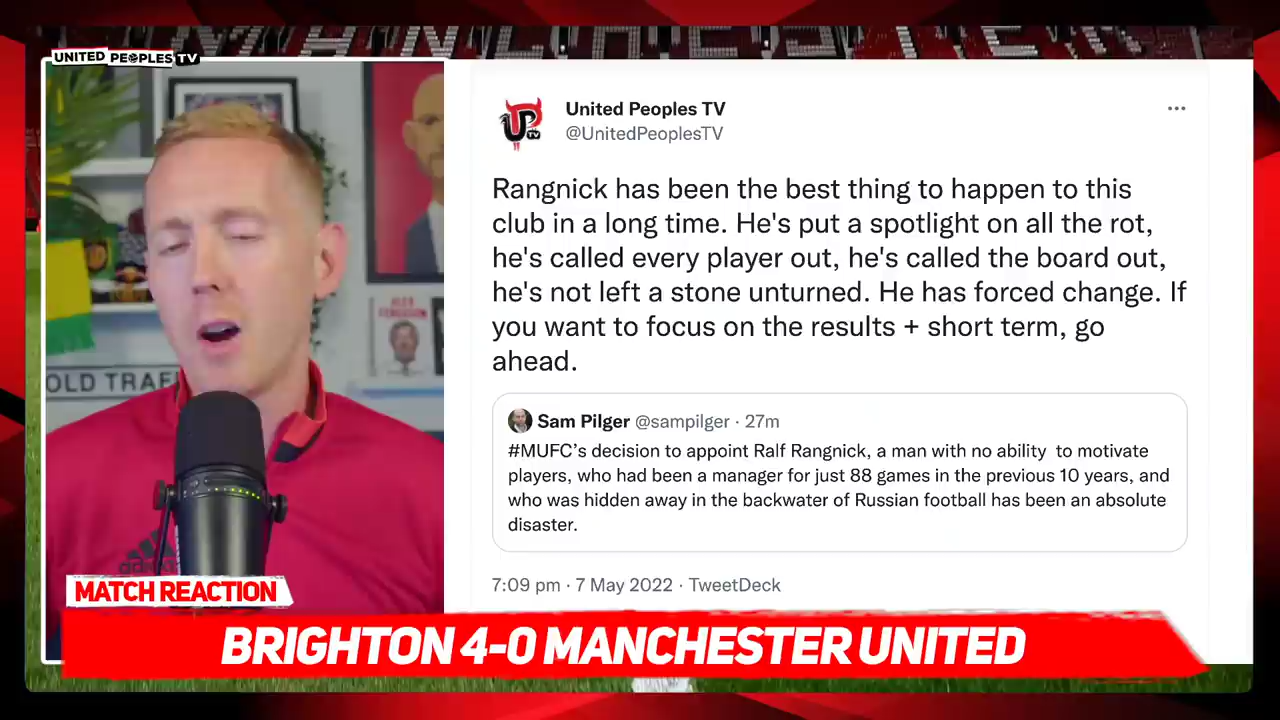 UNITED PEOPLES TV
United Peoples TV
@UnitedPeoplesTV
Rangnick has been the best thing to happen to this
club in a long time. He's put a spotlight on all the rot,
he's called every player out, he's called the board out,
he's not left a stone unturned. He has forced change. If
you want to focus on the results + short term, go
ahead.
Sam Pilger @sampilger · 27m
#MUFC's decision to appoint Ralf Rangnick, a man with no ability to motivate
players, who had been a manager for just 88 games in the previous 10 years, and
who was hidden away in the backwater of Russian football has been an absolute
disaster.
7:09 pm · 7 May 2022 · TweetDeck
ALEX
FERGUSON
OLD TRAF
adidas
MATCH REACTION
BRIGHTON 4-0 MANCHESTER UNITED